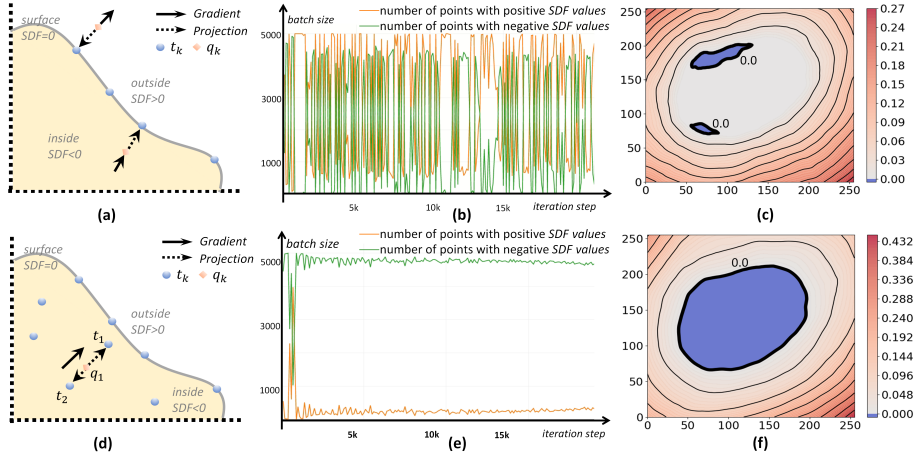 surface
SDF=0
Gradient
Projection
t_k q_k
outside
SDF>0
inside
SDF<0
(a)
batch size
number of points with positive SDF values
number of points with negative SDF values
5000
3000
1000
5k
10k
15k
iteration step
(b)
250
200
150
100
50
0
0 50 100 150 200 250
0.0
0.0
0.27
0.24
0.21
0.18
0.15
0.12
0.09
0.06
0.03
0.00
(c)
surface
SDF=0
Gradient
Projection
t_k q_k
outside
SDF>0
t_1
q_1
t_2
inside
SDF<0
(d)
batch size
number of points with positive SDF values
number of points with negative SDF values
5000
3000
1000
5k
10k
15k
iteration step
(e)
250
200
150
100
50
0
0 50 100 150 200 250
0.0
0.432
0.384
0.336
0.288
0.240
0.192
0.144
0.096
0.048
0.000
(f)